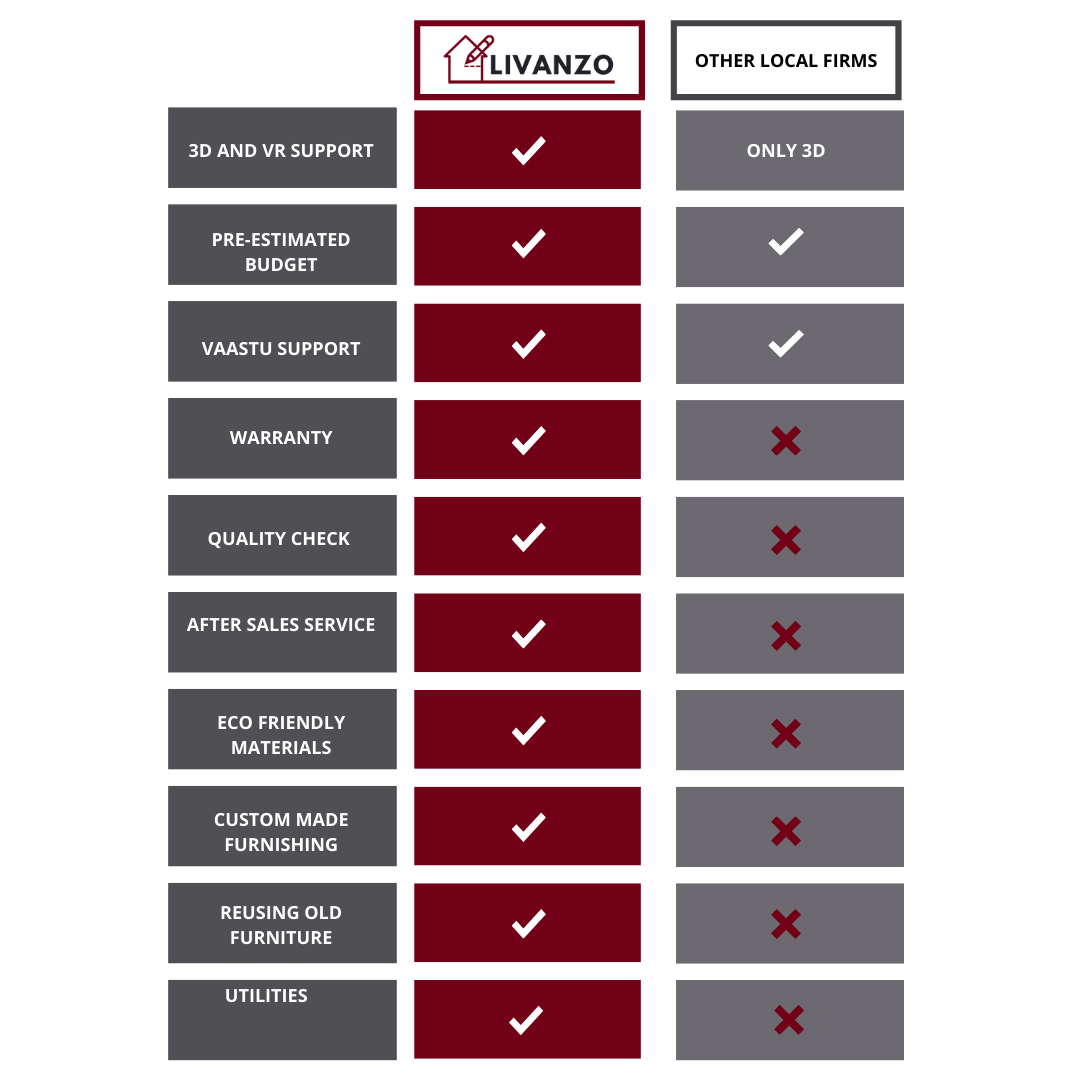 LIVANZO
OTHER LOCAL FIRMS
3D AND VR SUPPORT
ONLY 3D
PRE-ESTIMATED
BUDGET
VAASTU SUPPORT
WARRANTY
QUALITY CHECK
AFTER SALES SERVICE
ECO FRIENDLY
MATERIALS
CUSTOM MADE
FURNISHING
REUSING OLD
FURNITURE
UTILITIES